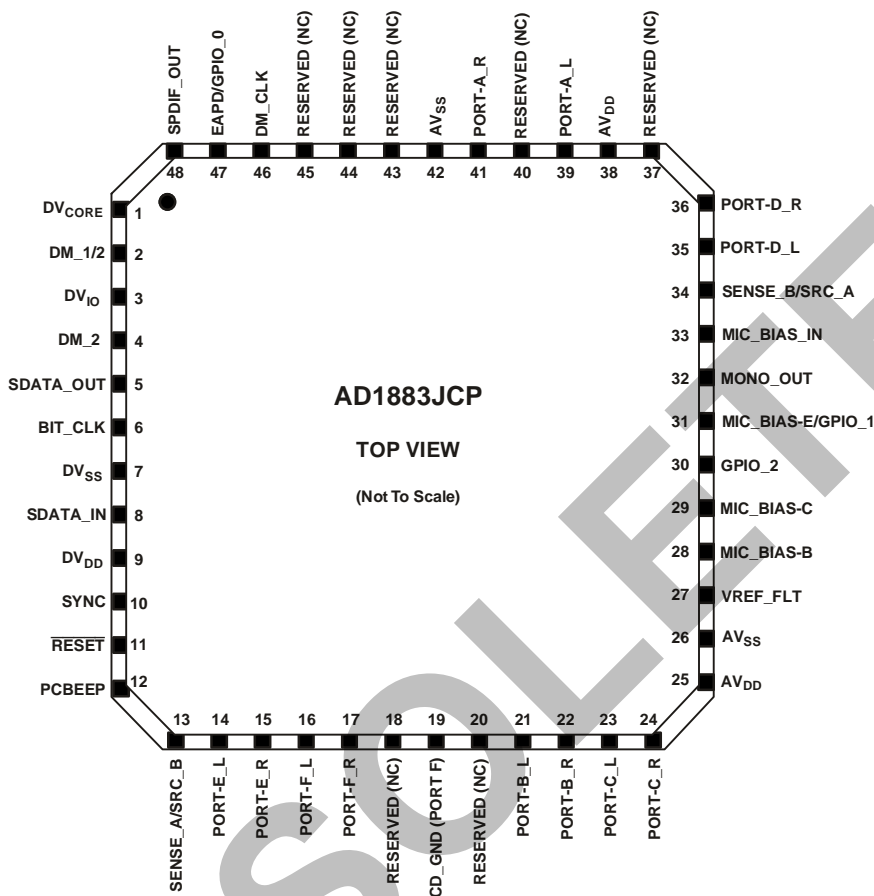 SPDIF_OUT
EAPD/GPIO_0
DM_CLK
RESERVED (NC)
RESERVED (NC)
RESERVED (NC)
AVSS
PORT-A_R
RESERVED (NC)
PORT-A_L
AVDD
RESERVED (NC)
48 47 46 45 44 43 42 41 40 39 38 37
DVCORE 1
DM_1/2 2
DVIO 3
DM_2 4
SDATA_OUT 5
BIT_CLK 6
DVSS 7
SDATA_IN 8
DVDD 9
SYNC 10
RESET 11
PCBEEP 12
AD1883JCP
TOP VIEW
(Not To Scale)
36 PORT-D_R
35 PORT-D_L
34 SENSE_B/SRC_A
33 MIC_BIAS_IN
32 MONO_OUT
31 MIC_BIAS-E/GPIO_1
30 GPIO_2
29 MIC_BIAS-C
28 MIC_BIAS-B
27 VREF_FLT
26 AVSS
25 AVDD
13 14 15 16 17 18 19 20 21 22 23 24
SENSE_A/SRC_B
PORT-E_L
PORT-E_R
PORT-F_L
PORT-F_R
RESERVED (NC)
CD_GND (PORT F)
RESERVED (NC)
PORT-B_L
PORT-B_R
PORT-C_L
PORT-C_R
SOLETE